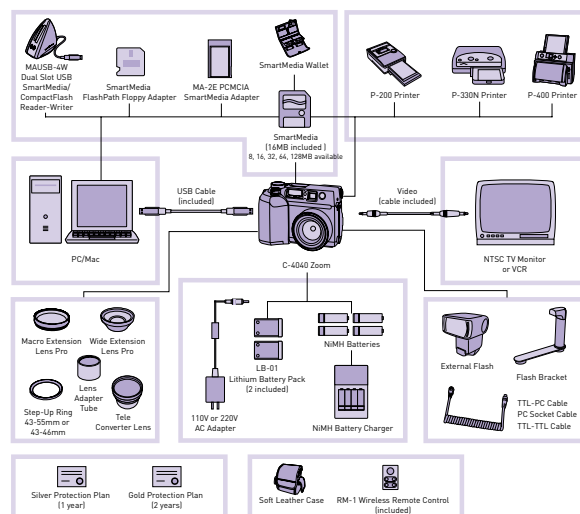 MAUSB-4W
Dual Slot USB
SmartMedia/
CompactFlash
Reader-Writer
SmartMedia
FlashPath Floppy Adapter
MA-2E PCMCIA
SmartMedia Adapter
SmartMedia Wallet
SmartMedia
(16MB included )
8, 16, 32, 64, 128MB available
P-200 Printer
P-330N Printer
P-400 Printer
PC/Mac
USB Cable
(included)
C-4040 Zoom
Video
(cable included)
NTSC TV Monitor
or VCR
Macro Extension
Lens Pro
Wide Extension
Lens Pro
Lens
Adapter
Tube
Step-Up Ring
43-55mm or
43-46mm
Tele
Converter Lens
110V or 220V
AC Adapter
LB-01
Lithium Battery Pack
(2 included)
NiMH Batteries
NiMH Battery Charger
External Flash
Flash Bracket
TTL-PC Cable
PC Socket Cable
TTL-TTL Cable
Silver Protection Plan
(1 year)
Gold Protection Plan
(2 years)
Soft Leather Case
RM-1 Wireless Remote Control
(included)